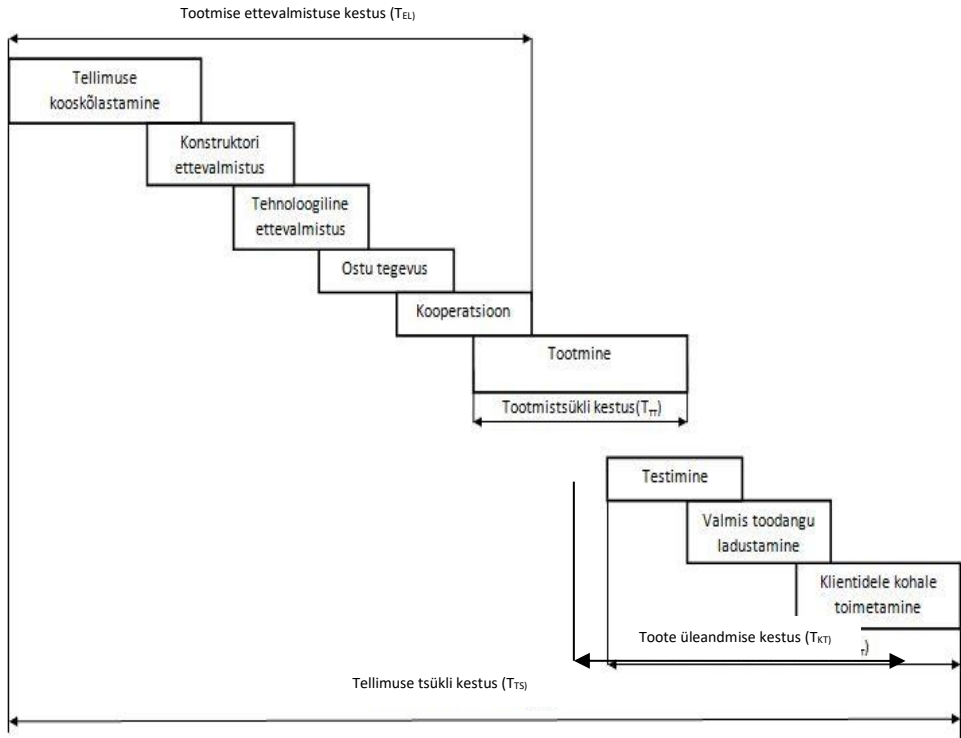 Tootmise ettevalmistuse kestus (TEL)
Tellimuse
kooskõlastamine
Konstruktori
ettevalmistus
Tehnoloogiline
ettevalmistus
Ostu tegevus
Kooperatsioon
Tootmine
Tootmistsükli kestus(TTT)
Testimine
Valmis toodangu
ladustamine
Klientidele kohale
toimetamine
Toote üleandmise kestus (TKT)
Tellimuse tsükli kestus (TTS)